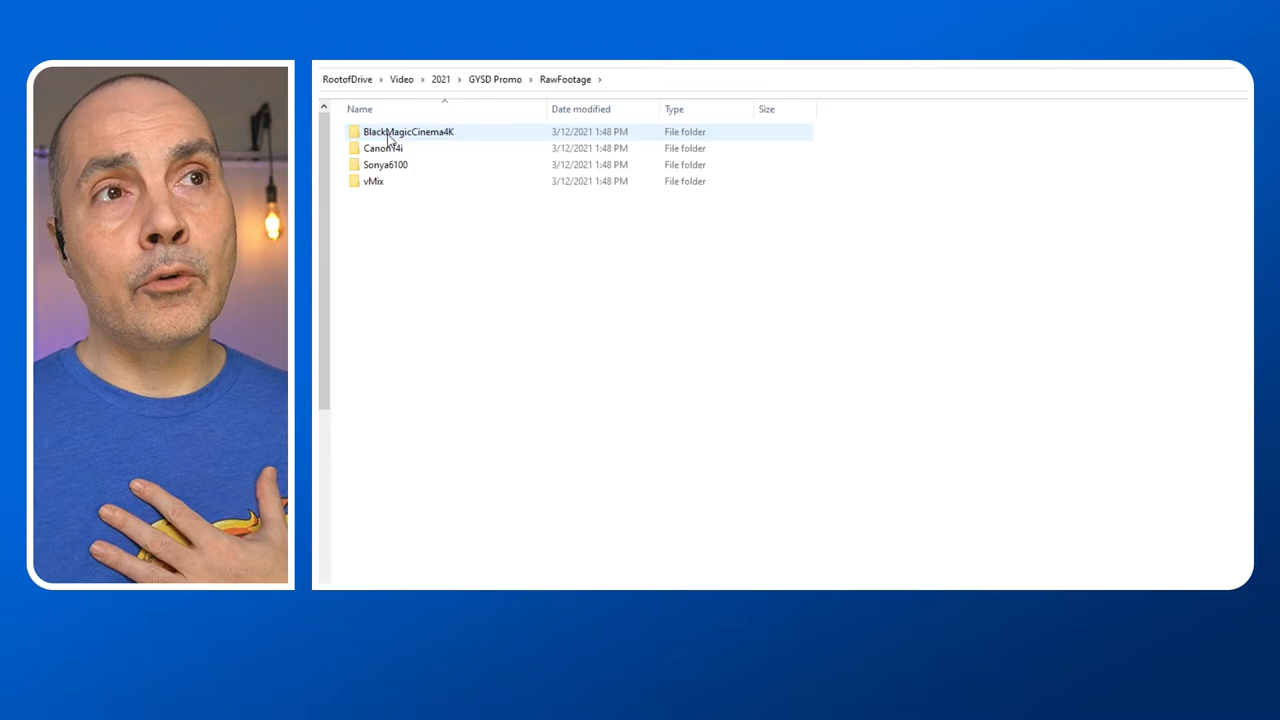 RootofDrive > Video > 2021 > GYSD Promo > RawFootage >
Name Date modified Type Size
BlackMagicCinema4K 3/12/2021 1:48 PM File folder
CanonT4i 3/12/2021 1:48 PM File folder
Sonya6100 3/12/2021 1:48 PM File folder
vMix 3/12/2021 1:48 PM File folder